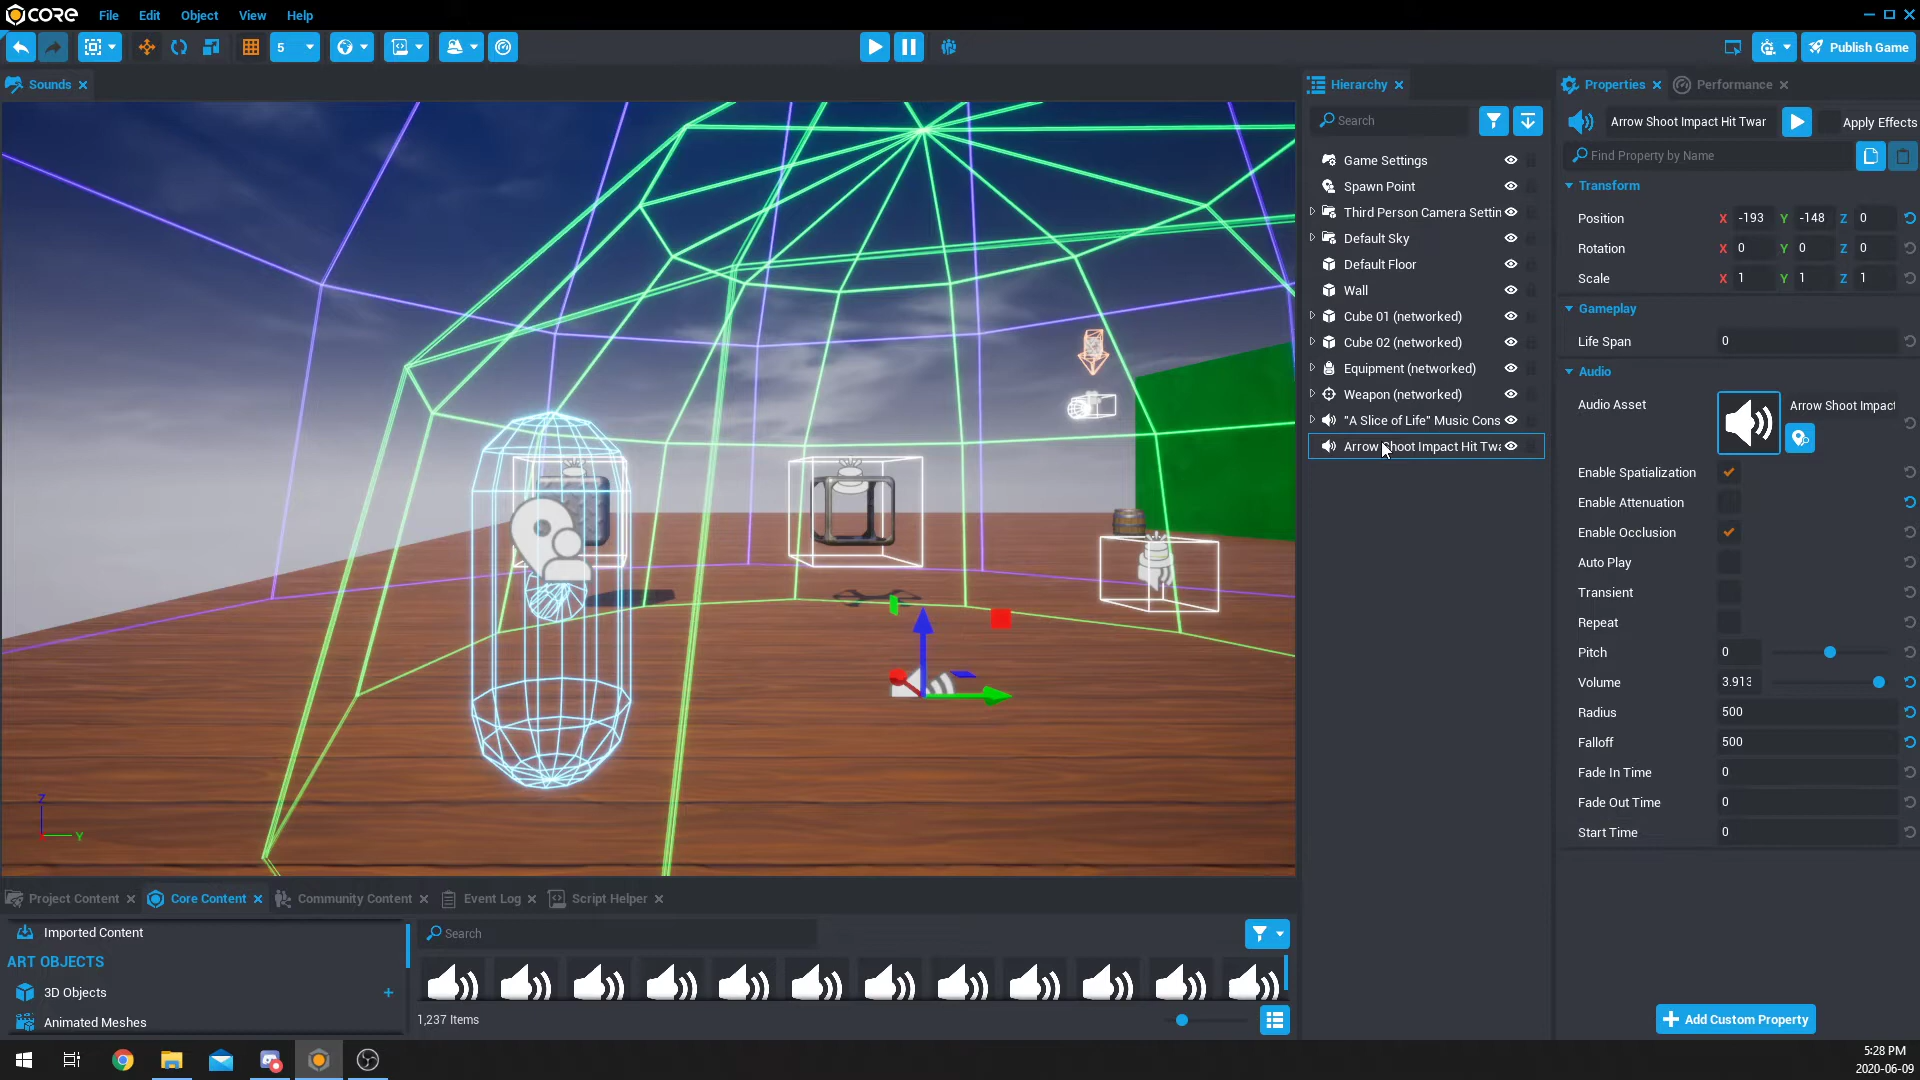 CORE
File
Edit
Object
View
Help
5
Publish Game
Sounds
Hierarchy
Properties
Performance
Search
Arrow Shoot Impact Hit Twar
Apply Effects
Find Property by Name
Game Settings
Spawn Point
Third Person Camera Settin
Default Sky
Default Floor
Wall
Cube 01 (networked)
Cube 02 (networked)
Equipment (networked)
Weapon (networked)
"A Slice of Life" Music Cons
Arrow Shoot Impact Hit Twa
Transform
Position X -193 Y -148 Z 0
Rotation X 0 Y 0 Z 0
Scale X 1 Y 1 Z 1
Gameplay
Life Span 0
Audio
Audio Asset
Arrow Shoot Impact
Enable Spatialization
Enable Attenuation
Enable Occlusion
Auto Play
Transient
Repeat
Pitch 0
Volume 3.913
Radius 500
Falloff 500
Fade In Time 0
Fade Out Time 0
Start Time 0
Z
Y
Project Content
Core Content
Community Content
Event Log
Script Helper
Imported Content
ART OBJECTS
3D Objects
Animated Meshes
Search
1,237 Items
Add Custom Property
5:28 PM
2020-06-09